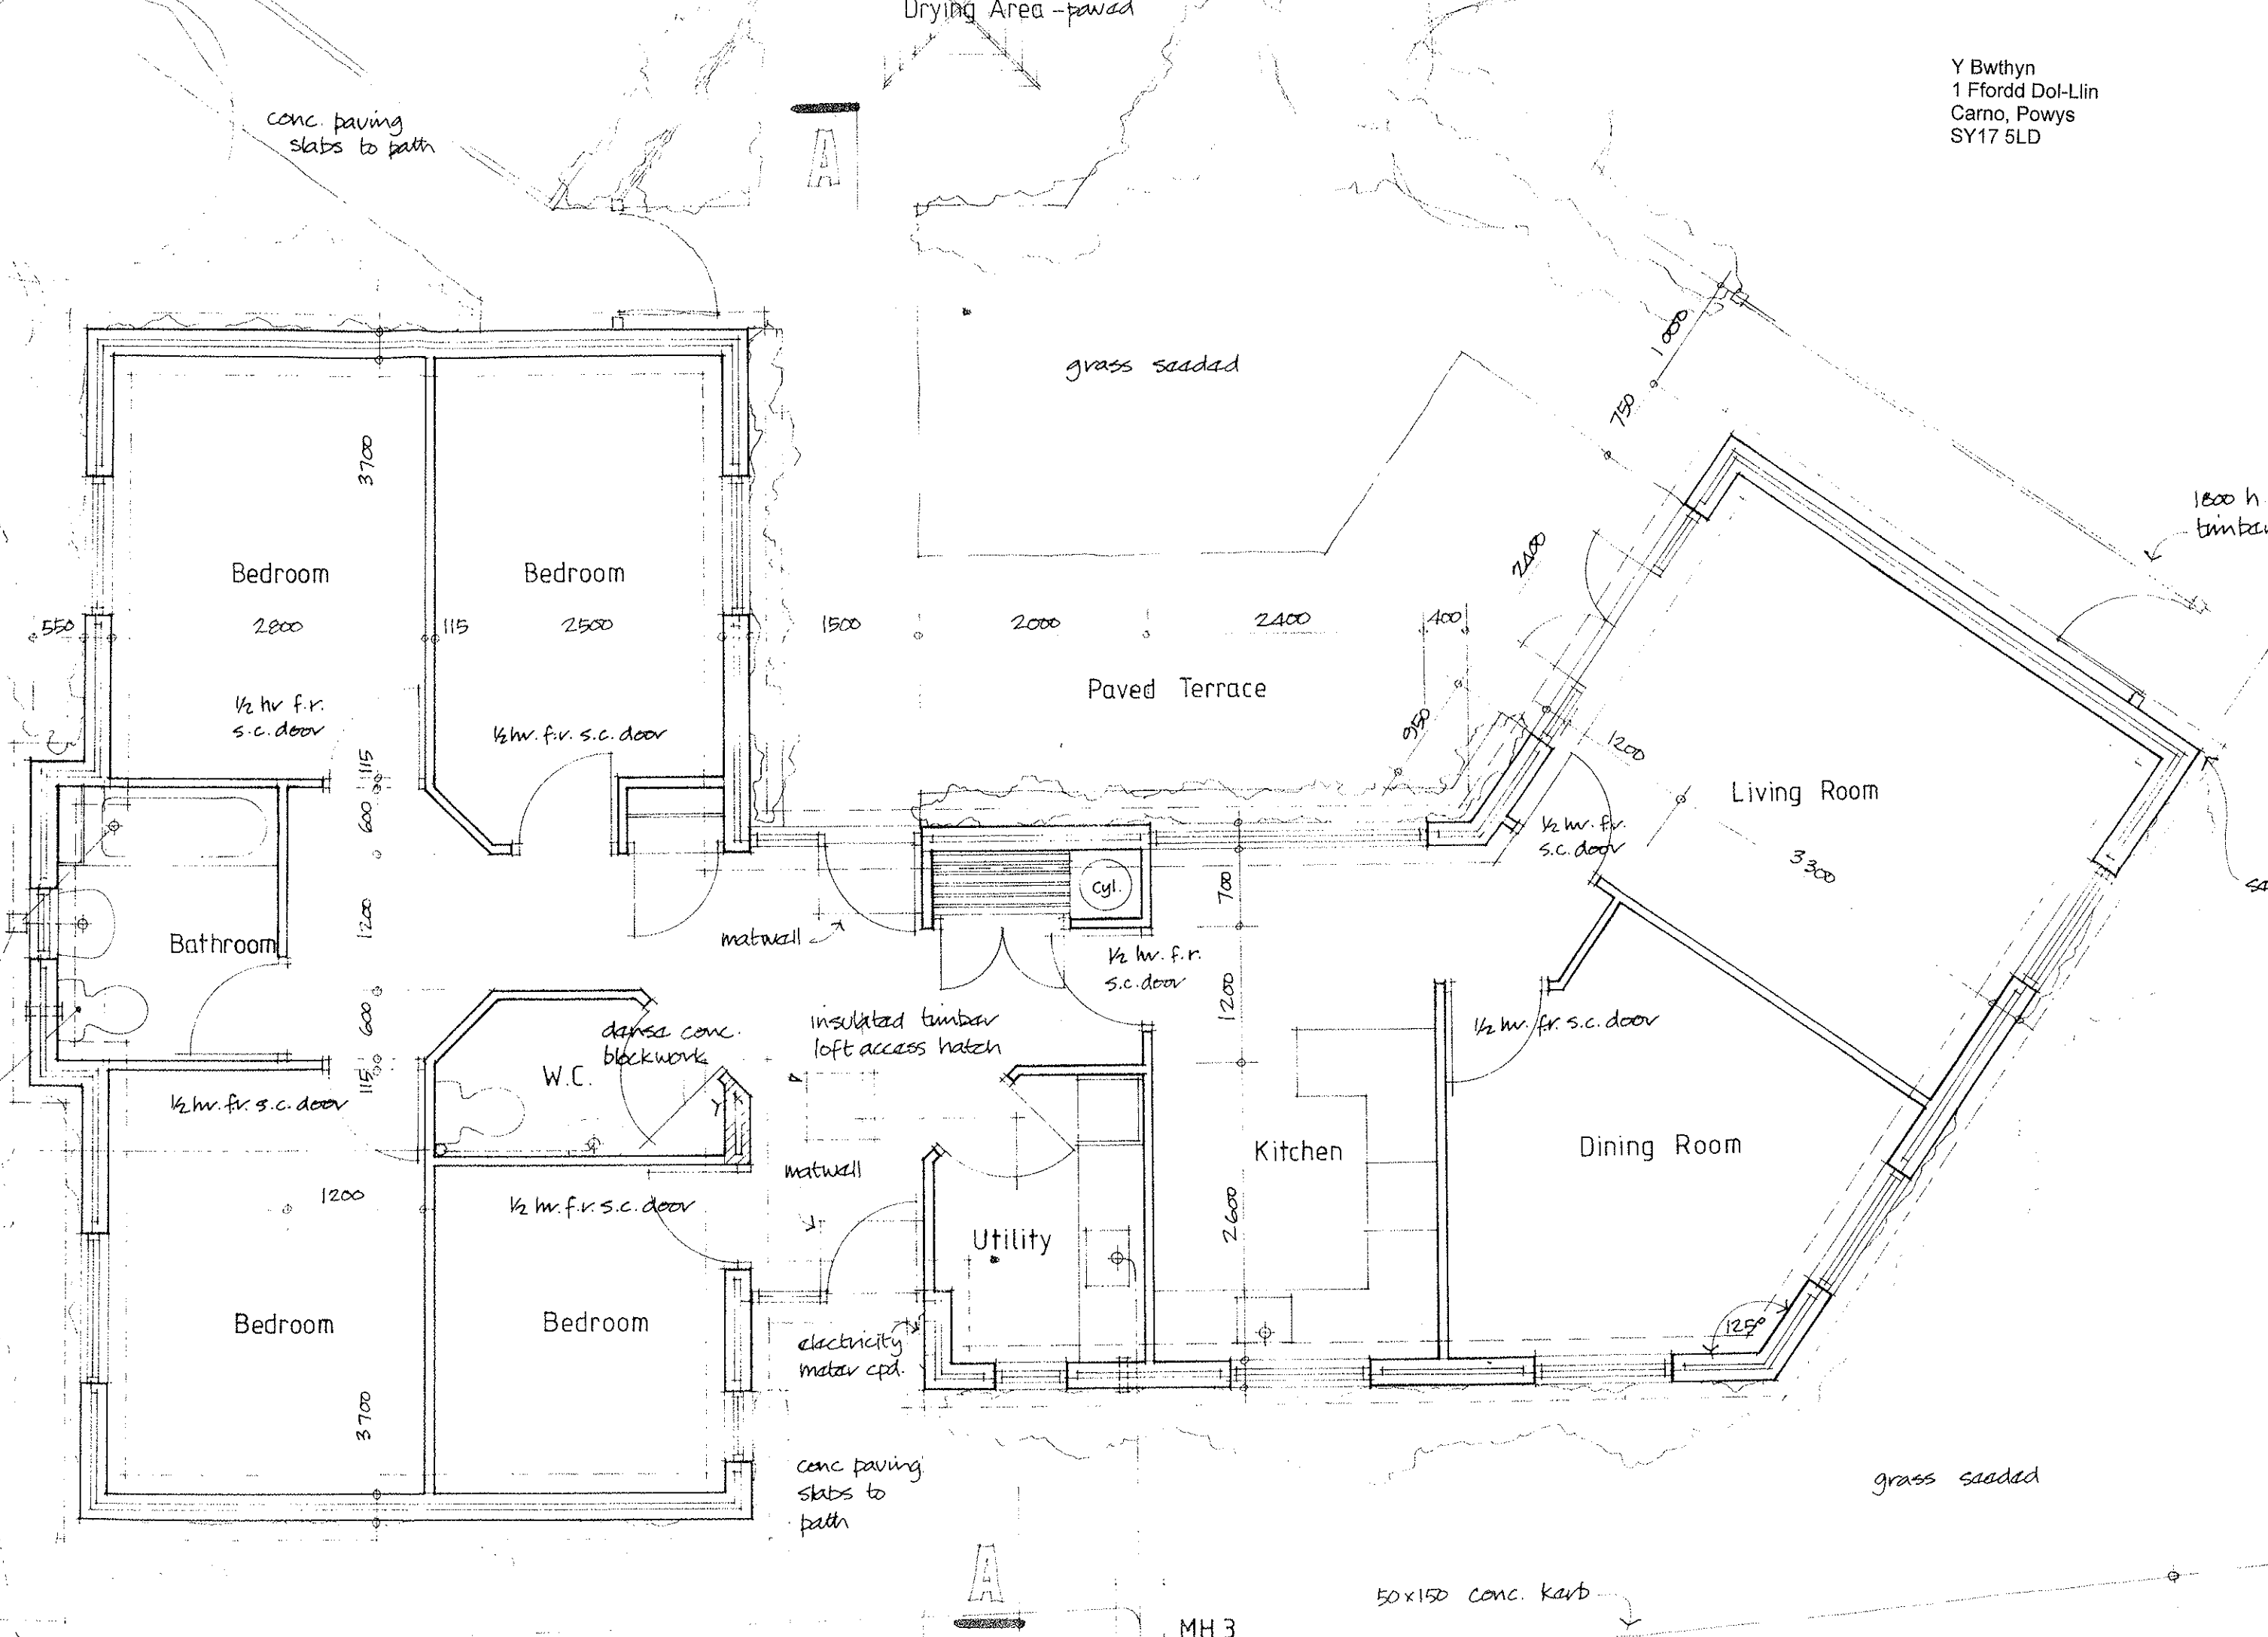 Drying Area - paved
Y Bwthyn
1 Ffordd Dol-Llin
Carno, Powys
SY17 5LD
conc. paving
slabs to path
A
1000
750
grass seeded
1800 h
timber
3700
2400
Bedroom
Bedroom
550
2800
115
2500
1500
2000
2400
400
Paved Terrace
950
1200
½ hr f.r.
s.c. door
½ hr. f.r. s.c. door
115
600
Living Room
½ hr. f.r.
s.c. door
3300
Cyl.
700
1200
Bathroom
matwell
½ hr. f.r.
s.c. door
1200
600
dense conc.
blockwork
insulated timber
loft access hatch
½ hr. f.r. s.c. door
W.C.
115
½ hr. f.r. s.c. door
Kitchen
Dining Room
matwell
1200
½ hr. f.r. s.c. door
2600
Utility
Bedroom
Bedroom
electricity
meter cpd.
125°
3700
conc paving
slabs to
path
grass seeded
A
50x150 conc. kerb
MH 3